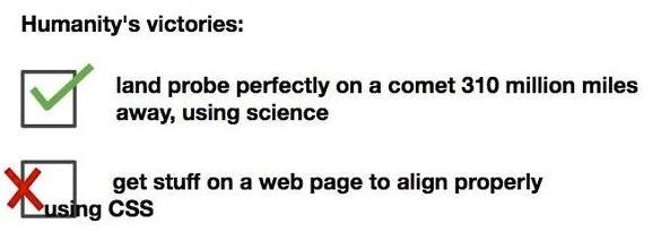 Humanity's victories:
land probe perfectly on a comet 310 million miles
away, using science
get stuff on a web page to align properly
using CSS